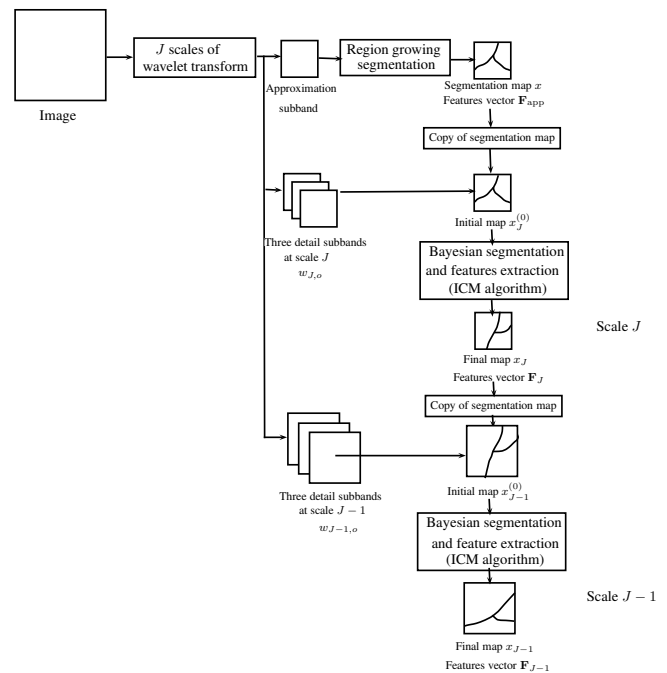 Image
J scales of
wavelet transform
Approximation
subband
Region growing
segmentation
Segmentation map x
Features vector F_app
Copy of segmentation map
Three detail subbands
at scale J
w_{J,o}
Initial map x_J^{(0)}
Bayesian segmentation
and features extraction
(ICM algorithm)
Scale J
Final map x_J
Features vector F_J
Copy of segmentation map
Three detail subbands
at scale J−1
w_{J−1,o}
Initial map x_{J−1}^{(0)}
Bayesian segmentation
and feature extraction
(ICM algorithm)
Scale J−1
Final map x_{J−1}
Features vector F_{J−1}